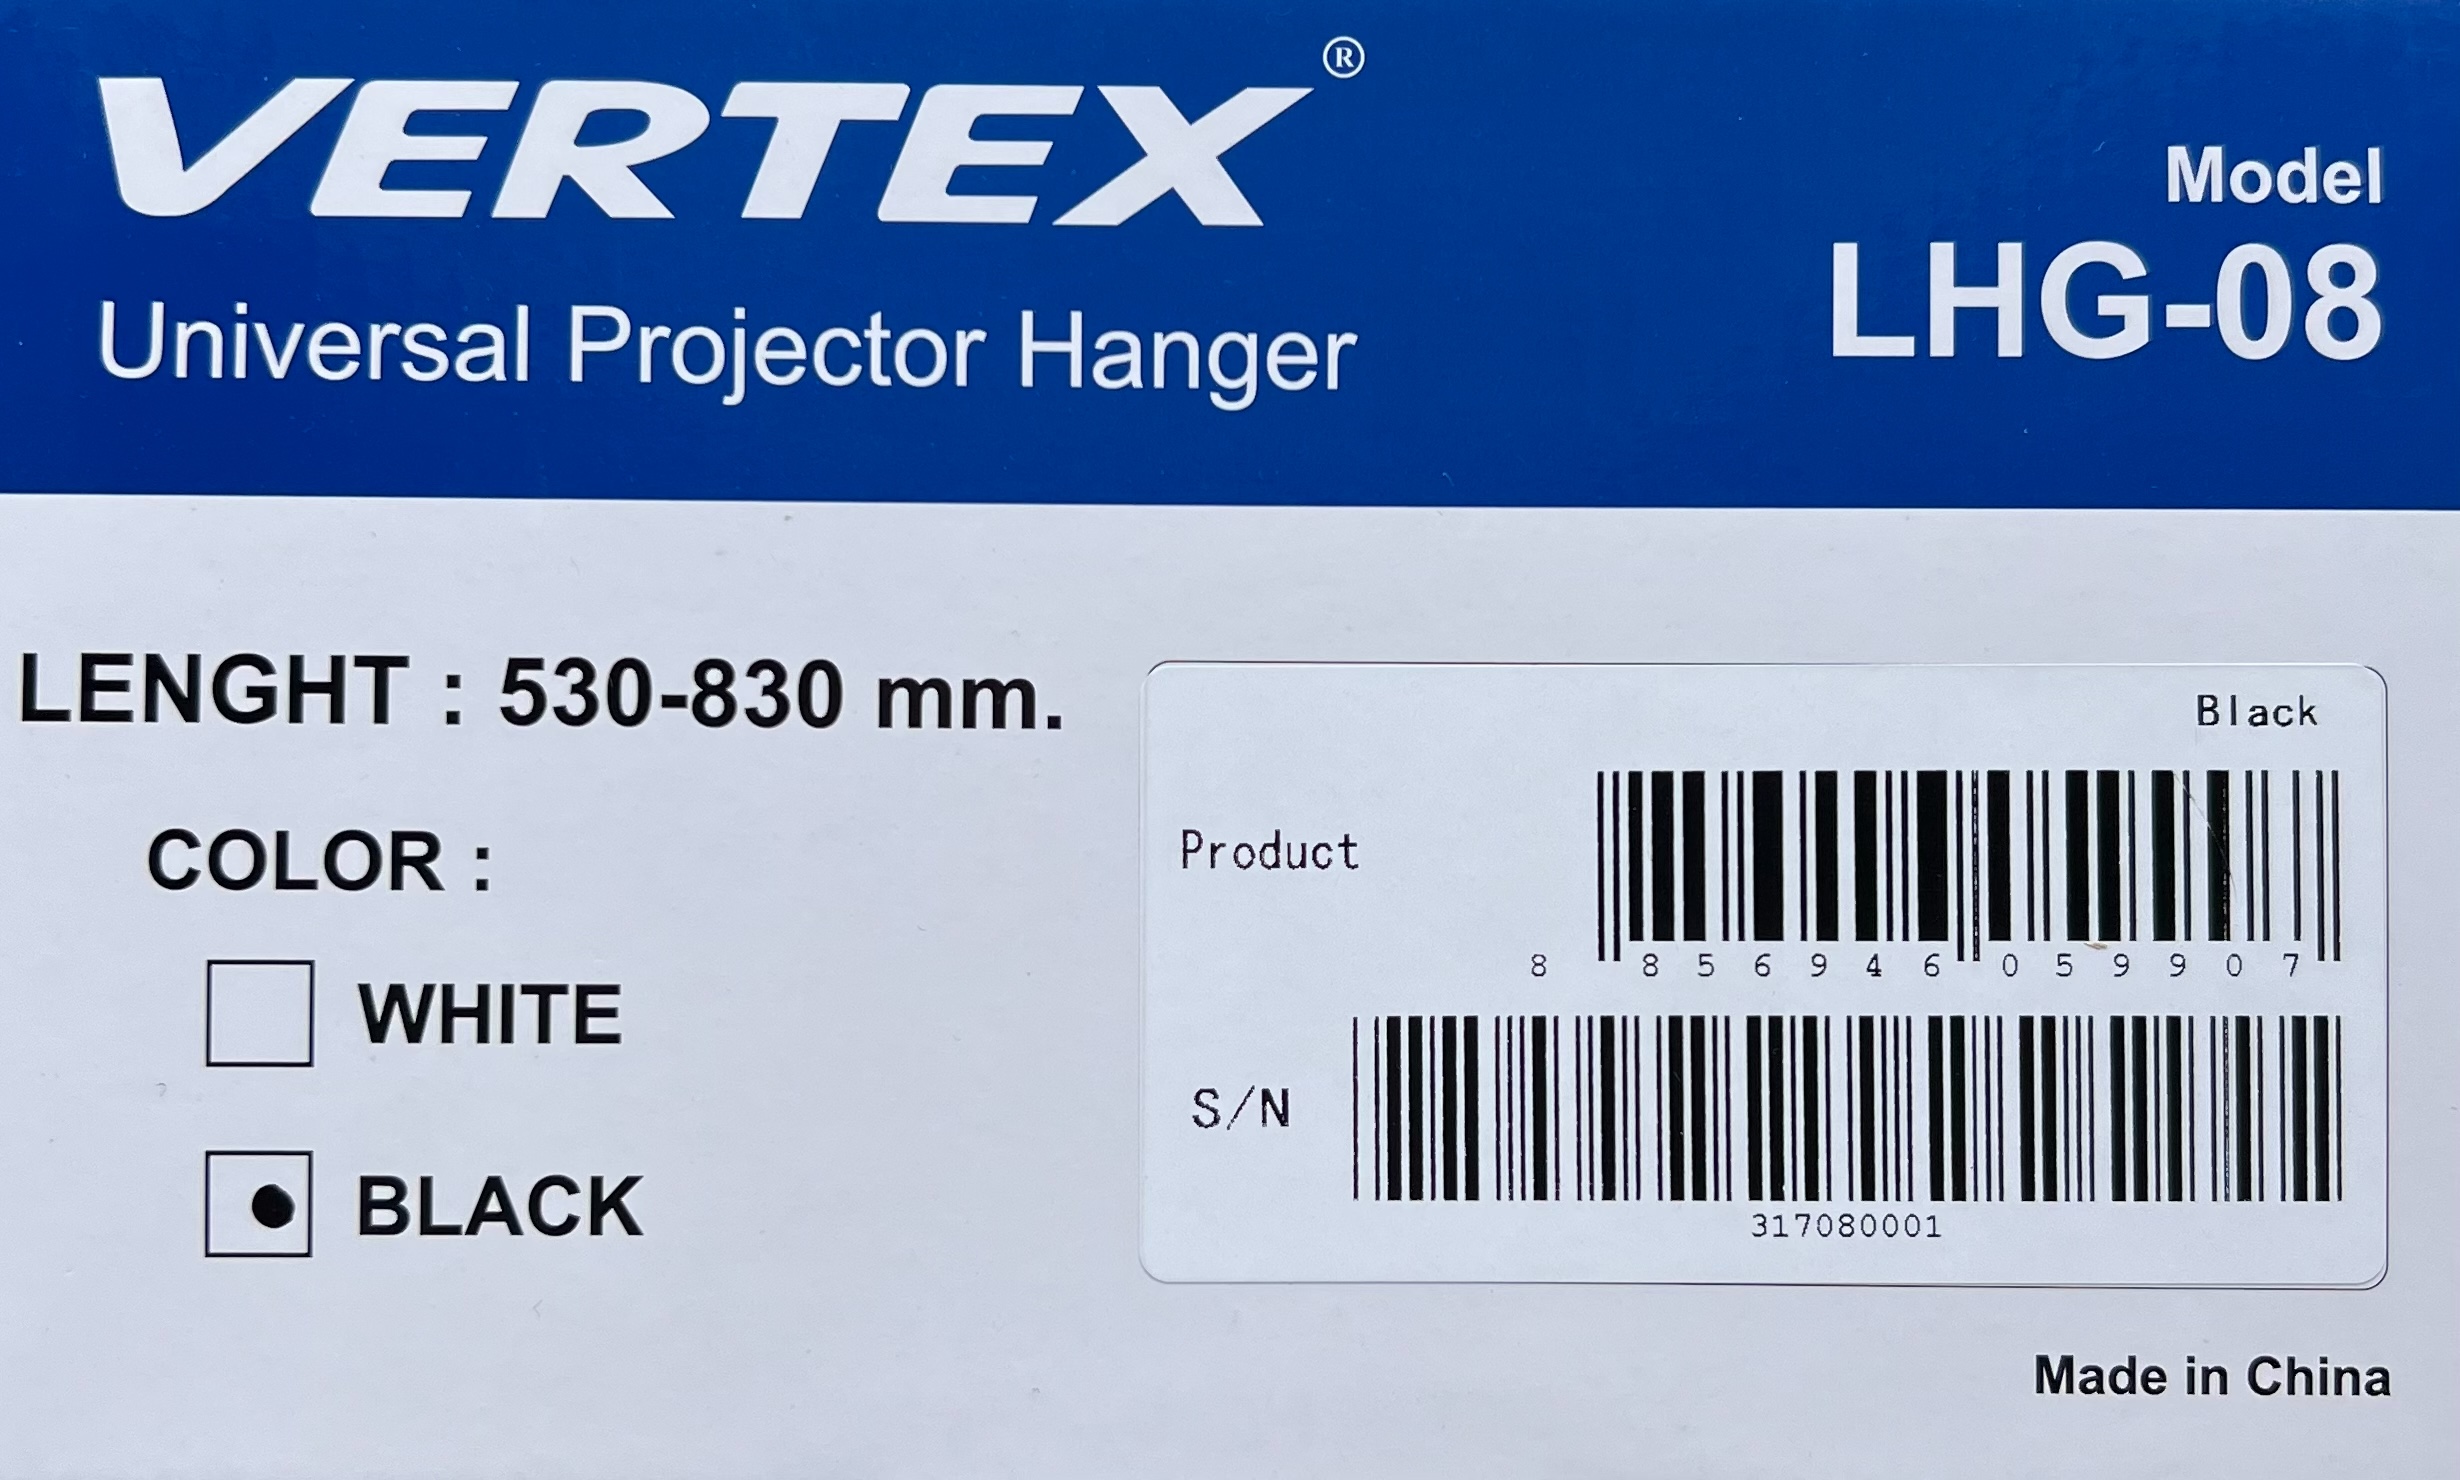 VERTEX®
Universal Projector Hanger
Model
LHG-08
LENGHT : 530-830 mm.
COLOR :
WHITE
BLACK
Black
Product
8 856946 059907
S/N
317080001
Made in China